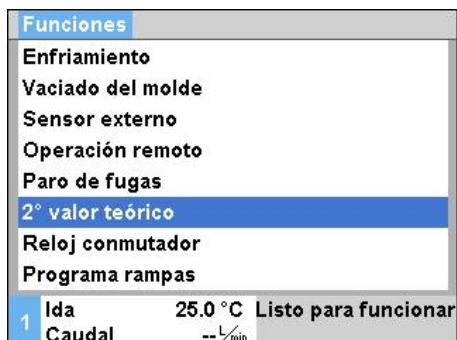 Funciones
Enfriamiento
Vaciado del molde
Sensor externo
Operación remoto
Paro de fugas
2° valor teórico
Reloj conmutador
Programa rampas
1 Ida 25.0 °C Listo para funcionar
Caudal -- L/min